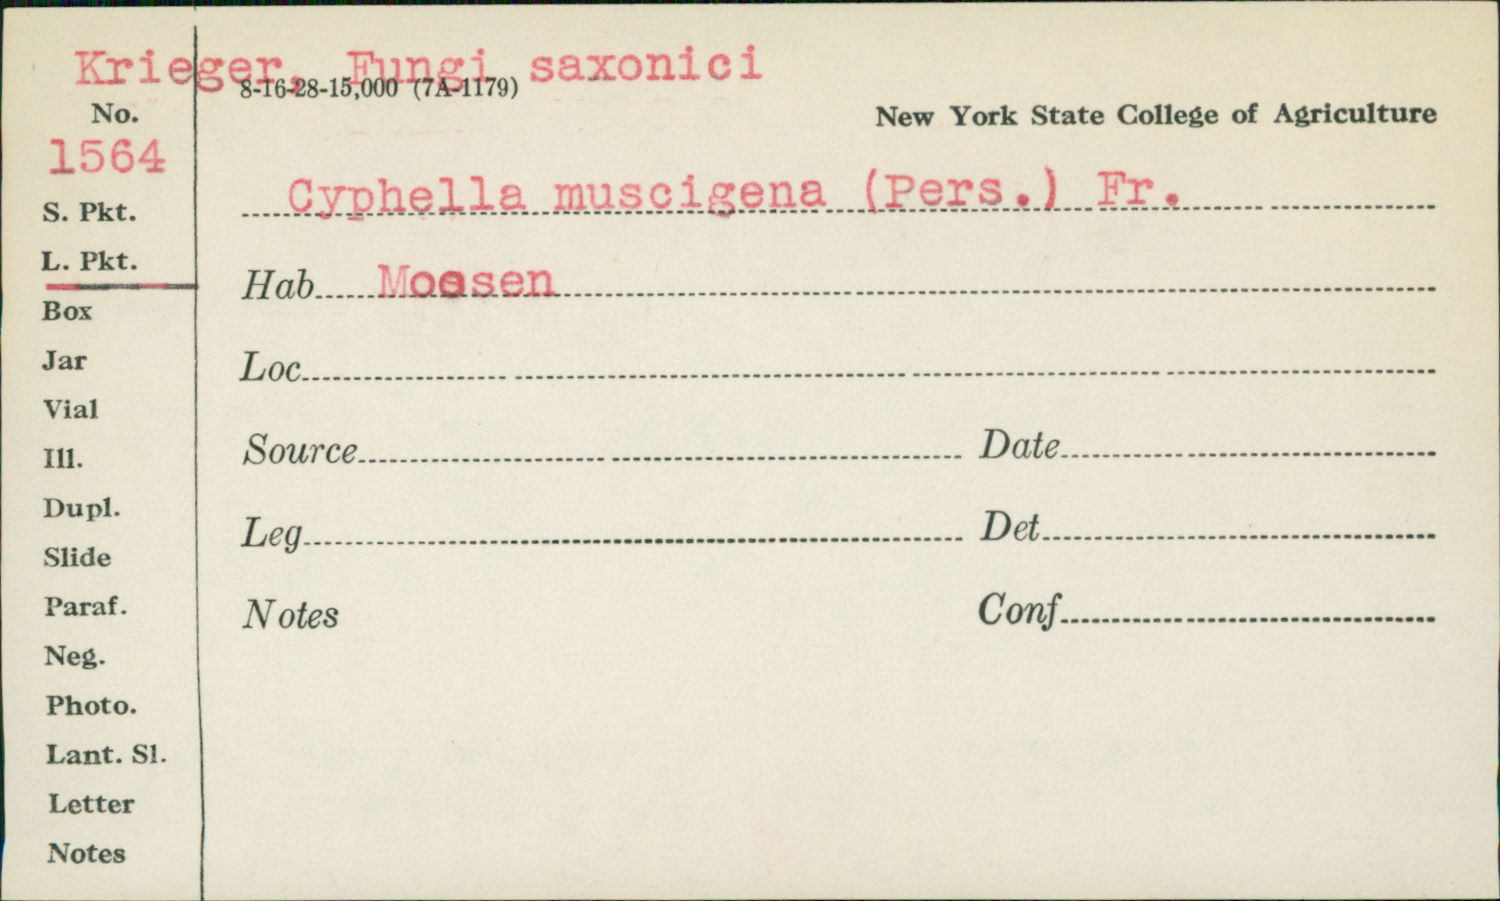 Krieger, Fungi saxonici
8-16-28-15,000 (7A-1179)
No.
New York State College of Agriculture
1564
Cyphella muscigena (Pers.) Fr.
S. Pkt.
L. Pkt.
Hab. Moosen
Box
Jar
Loc.
Vial
Source
Date
Ill.
Dupl.
Leg.
Det.
Slide
Paraf.
Notes
Conf.
Neg.
Photo.
Lant. Sl.
Letter
Notes